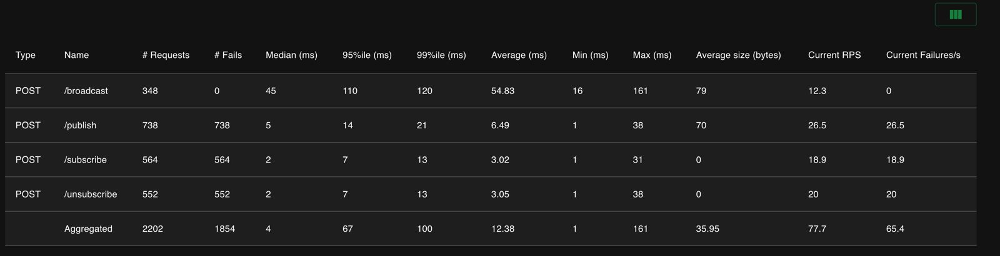 Type Name # Requests # Fails Median (ms) 95%ile (ms) 99%ile (ms) Average (ms) Min (ms) Max (ms) Average size (bytes) Current RPS Current Failures/s
POST /broadcast 348 0 45 110 120 54.83 16 161 79 12.3 0
POST /publish 738 738 5 14 21 6.49 1 38 70 26.5 26.5
POST /subscribe 564 564 2 7 13 3.02 1 31 0 18.9 18.9
POST /unsubscribe 552 552 2 7 13 3.05 1 38 0 20 20
Aggregated 2202 1854 4 67 100 12.38 1 161 35.95 77.7 65.4